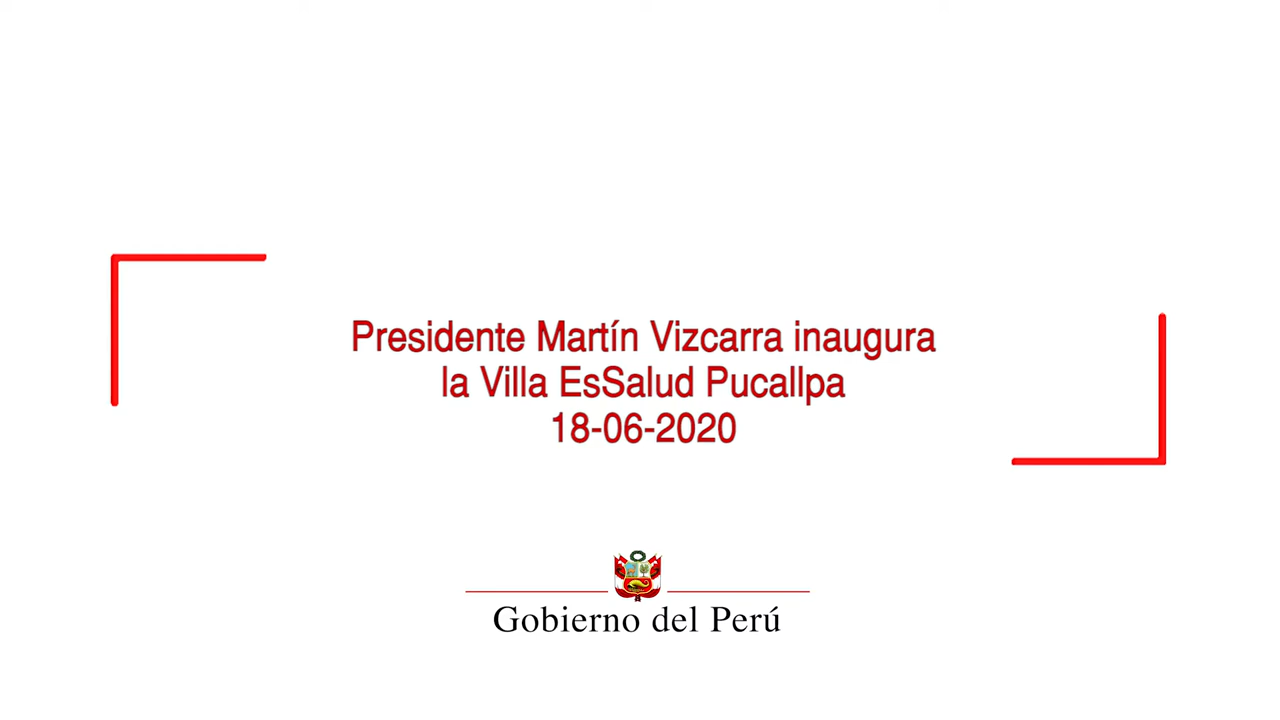 Presidente Martín Vizcarra inaugura
la Villa EsSalud Pucallpa
18-06-2020
Gobierno del Perú